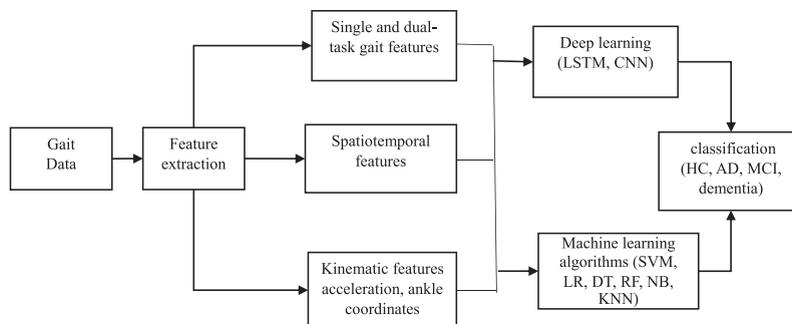 Gait
Data
Feature
extraction
Single and dual-
task gait features
Spatiotemporal
features
Kinematic features
acceleration, ankle
coordinates
Deep learning
(LSTM, CNN)
Machine learning
algorithms (SVM,
LR, DT, RF, NB,
KNN)
classification
(HC, AD, MCI,
dementia)